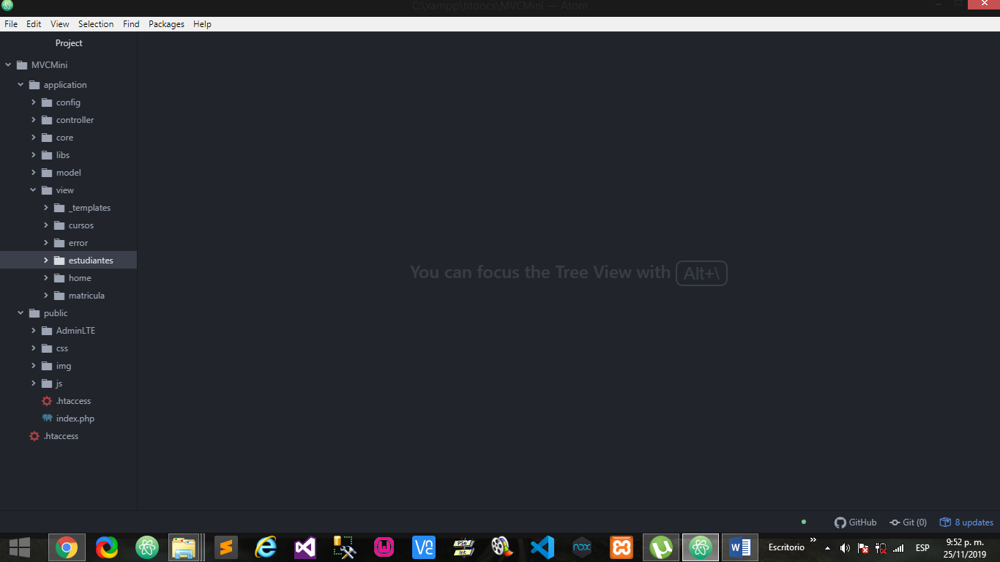 C:\xampp\htdocs\MVCMini — Atom
File Edit View Selection Find Packages Help
Project
MVCMini
application
config
controller
core
libs
model
view
_templates
cursos
error
estudiantes
home
matricula
public
AdminLTE
css
img
js
.htaccess
index.php
.htaccess
You can focus the Tree View with Alt+\
GitHub Git (0) 8 updates
Escritorio » ESP 9:52 p. m.
25/11/2019